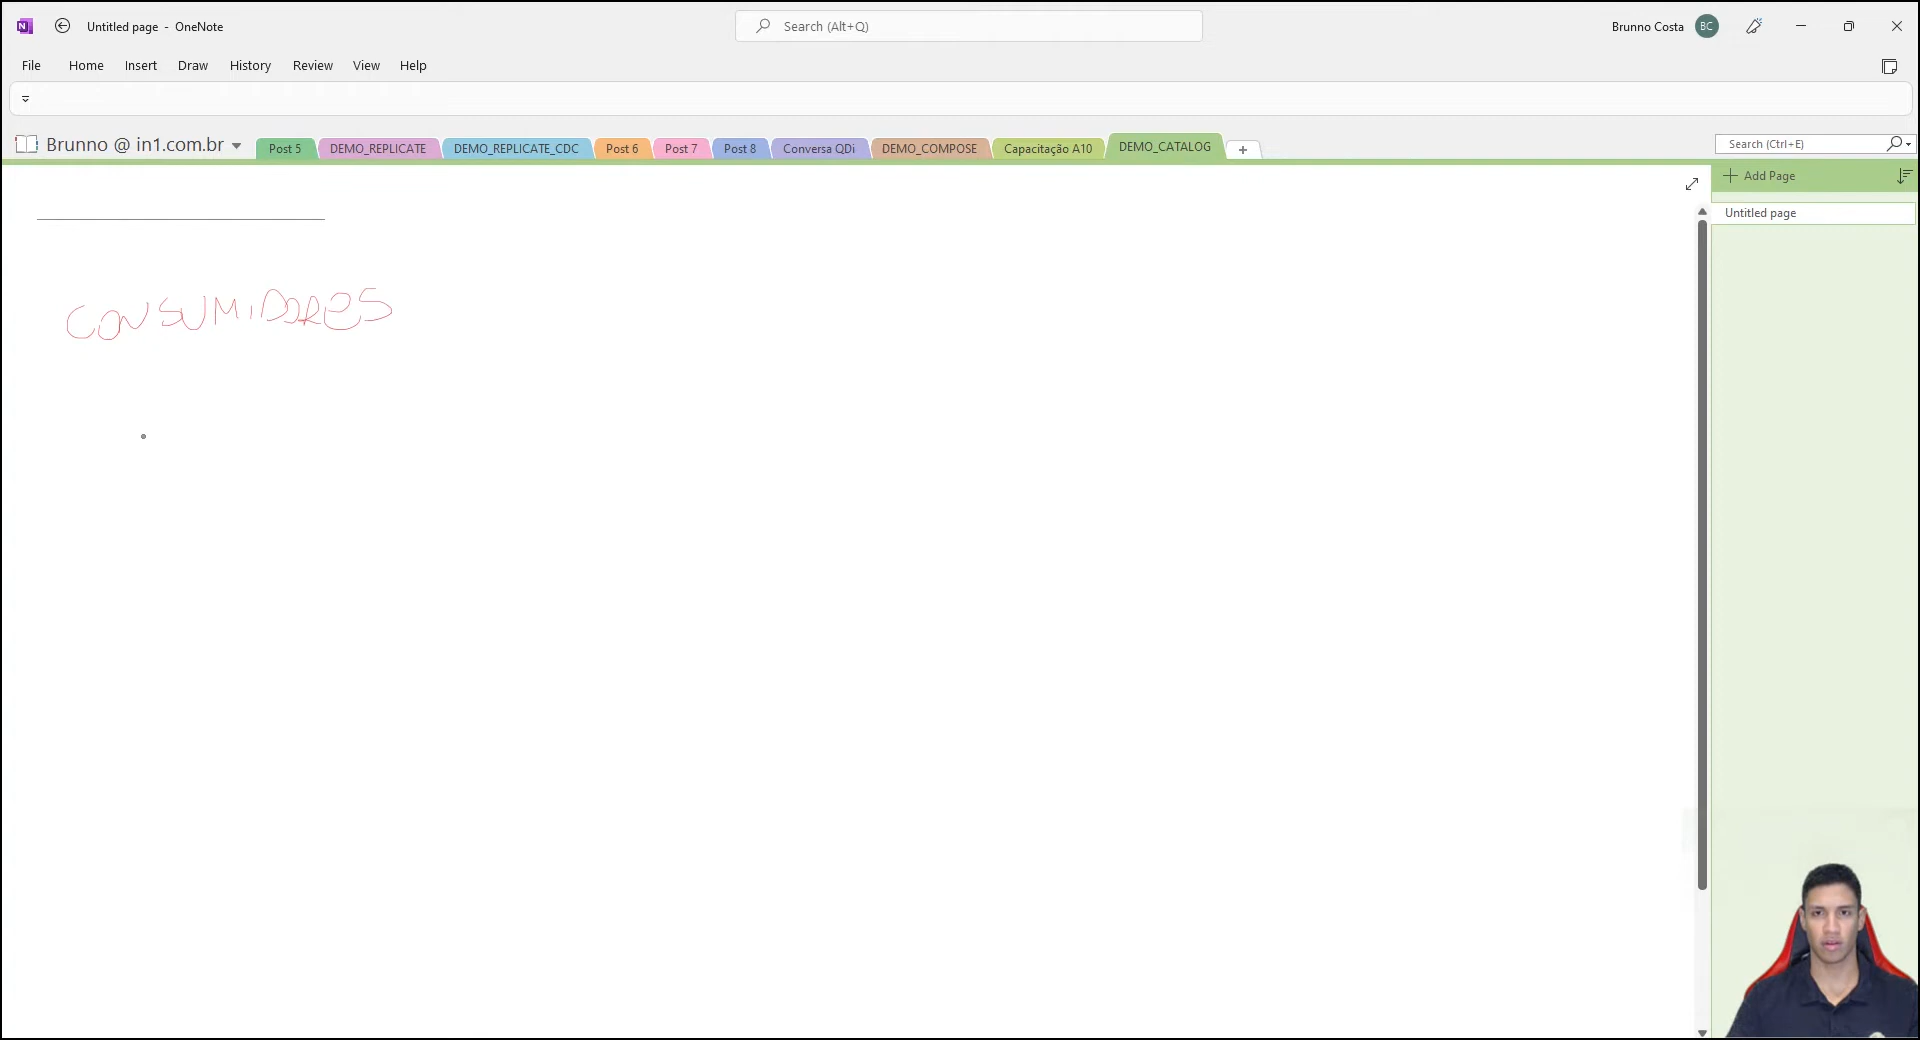 Untitled page - OneNote
Search (Alt+Q)
Brunno Costa
BC
File Home Insert Draw History Review View Help
Brunno @ in1.com.br
Post 5
DEMO_REPLICATE
DEMO_REPLICATE_CDC
Post 6
Post 7
Post 8
Conversa QDi
DEMO_COMPOSE
Capacitação A10
DEMO_CATALOG
Search (Ctrl+E)
Add Page
Untitled page
CONSUMIDORES